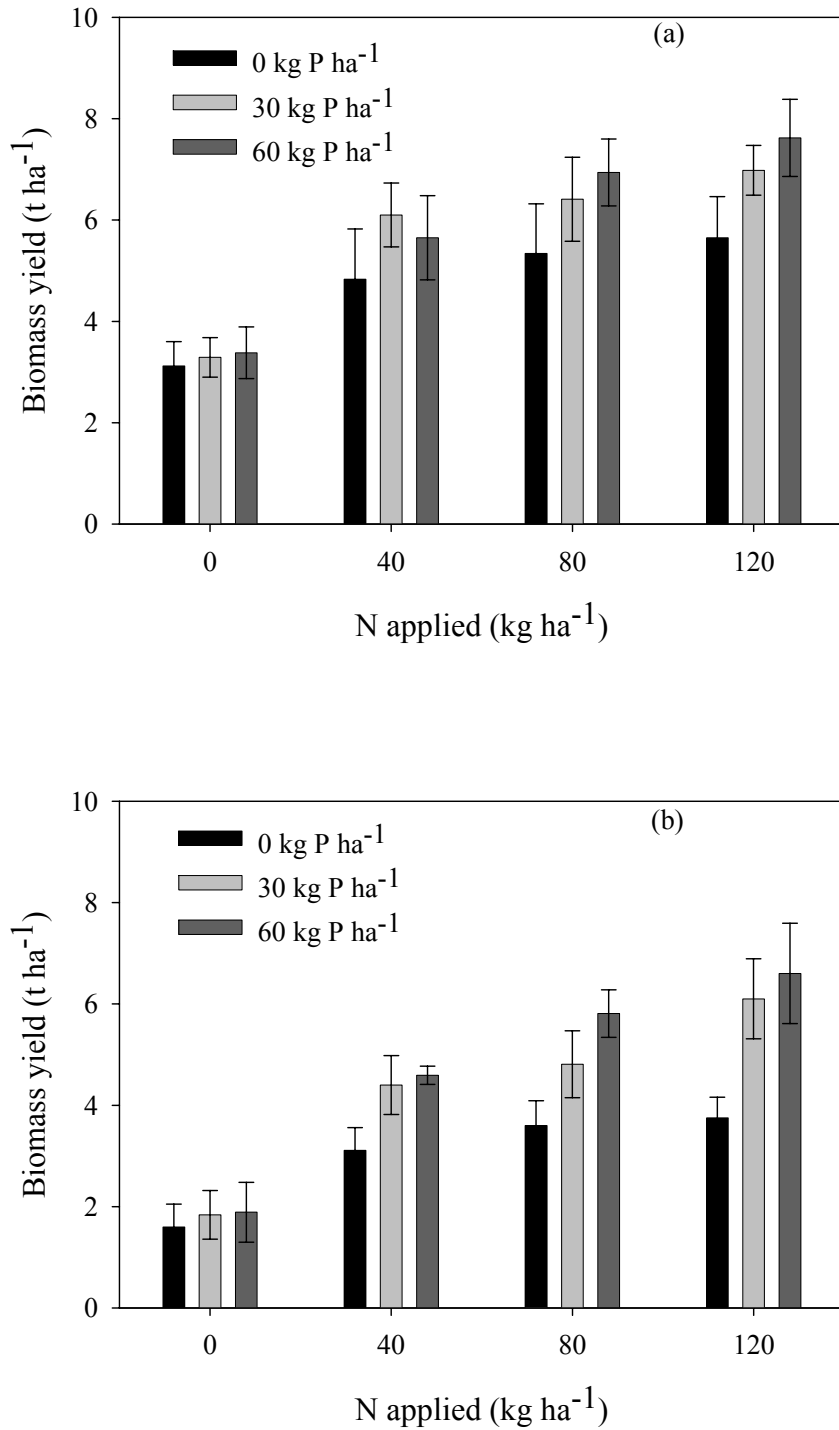 10
(a)
0 kg P ha-1
30 kg P ha-1
8
60 kg P ha-1
6
4
2
0
Biomass yield (t ha-1)
0 40 80 120
N applied (kg ha-1)
10
(b)
0 kg P ha-1
30 kg P ha-1
8
60 kg P ha-1
6
4
2
0
Biomass yield (t ha-1)
0 40 80 120
N applied (kg ha-1)